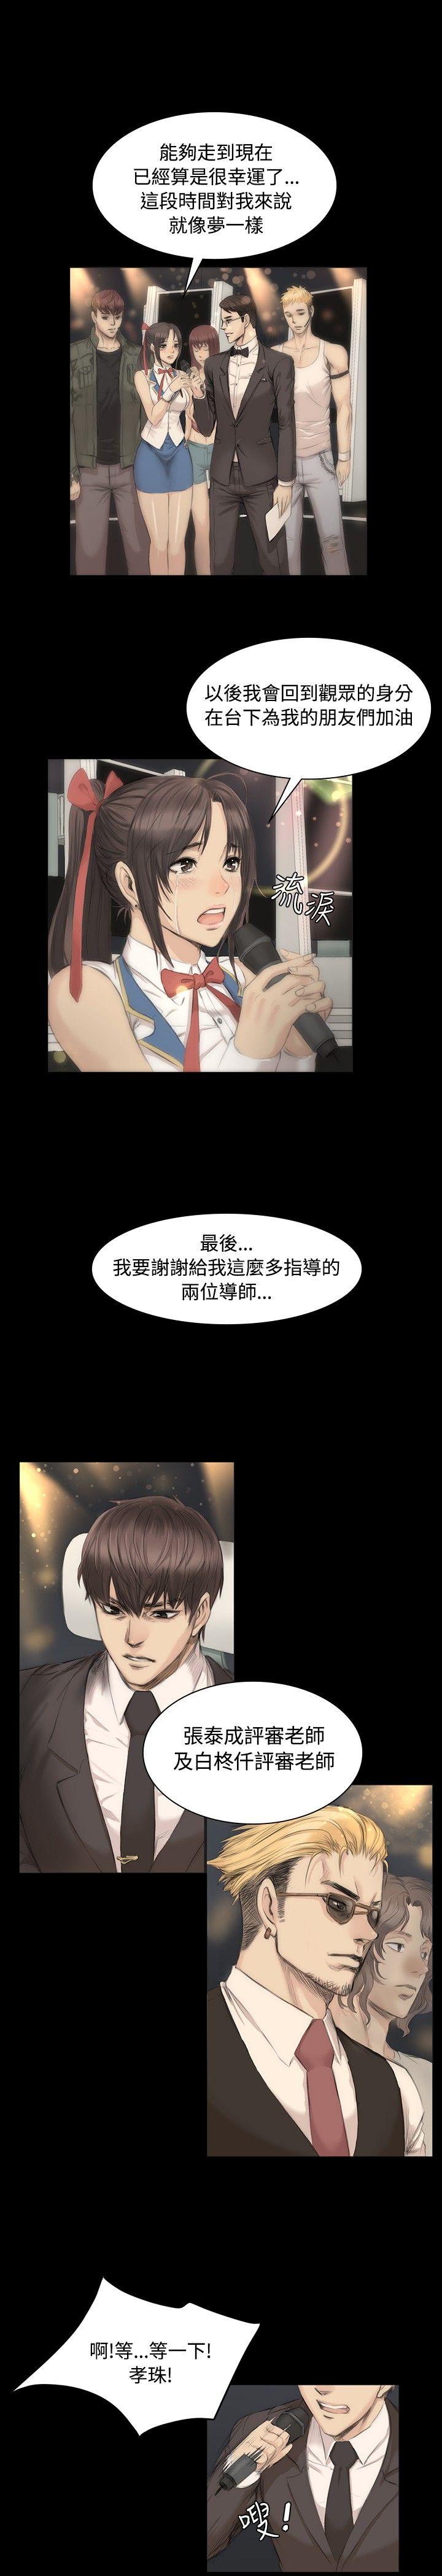 能夠走到現在
已經算是很幸運了...
這段時間對我來說
就像夢一樣
以後我會回到觀眾的身分
在台下為我的朋友們加油
流淚
最後...
我要謝謝給我這麼多指導的
兩位導師...
張泰成評審老師
及白柊仟評審老師
啊!等...等一下!
孝珠!
嗖!